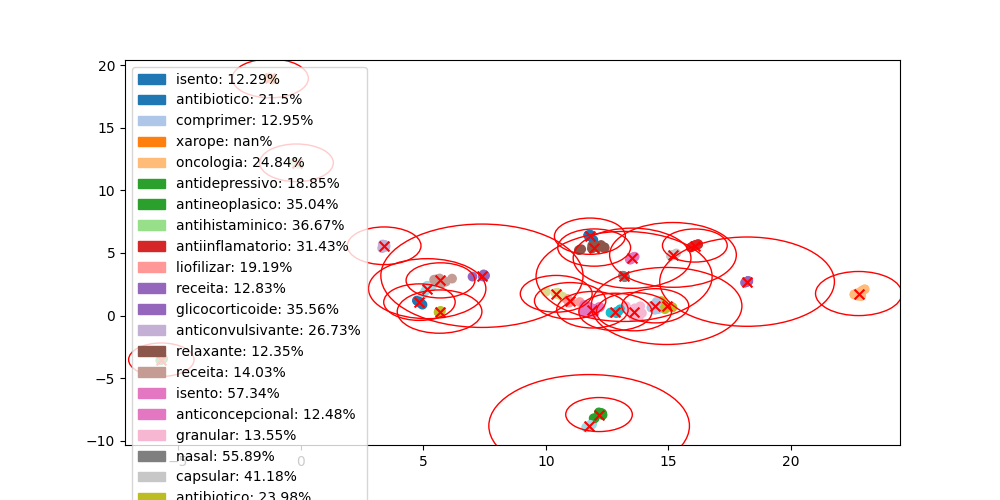 20
15
10
5
0
−5
−10
isento: 12.29%
antibiotico: 21.5%
comprimer: 12.95%
xarope: nan%
oncologia: 24.84%
antidepressivo: 18.85%
antineoplasico: 35.04%
antihistaminico: 36.67%
antiinflamatorio: 31.43%
liofilizar: 19.19%
receita: 12.83%
glicocorticoide: 35.56%
anticonvulsivante: 26.73%
relaxante: 12.35%
receita: 14.03%
isento: 57.34%
anticoncepcional: 12.48%
granular: 13.55%
nasal: 55.89%
capsular: 41.18%
antibiotico: 23.98%
−5 0 5 10 15 20